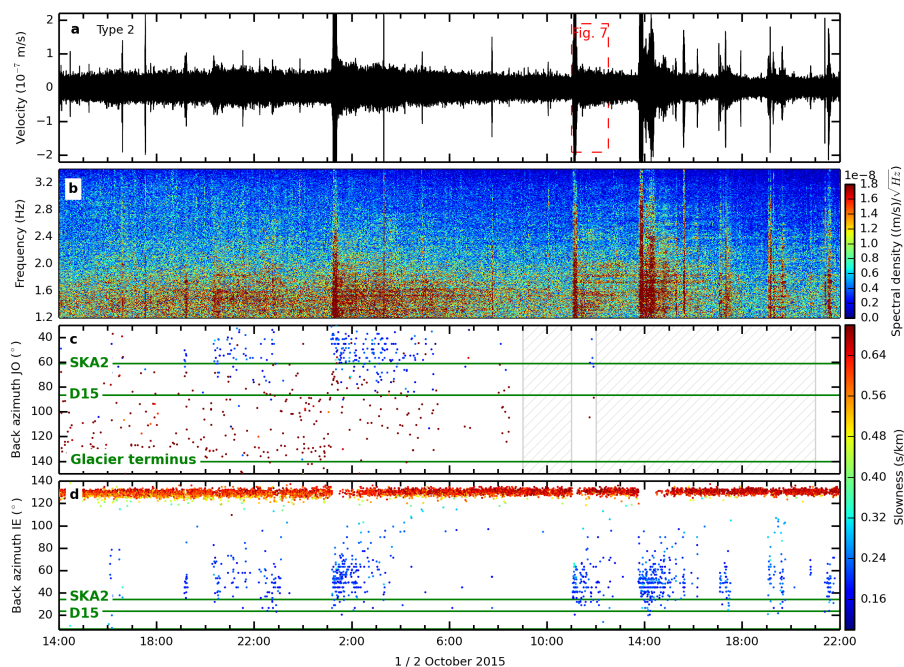 a Type 2
Fig. 7
Velocity (10⁻⁷ m/s)
2
1
0
−1
−2
b
Frequency (Hz)
3.2
2.8
2.4
2.0
1.6
1.2
1e−8
1.8
1.6
1.4
1.2
1.0
0.8
0.6
0.4
0.2
0.0
Spectral density ((m/s)/√Hz)
c
Back azimuth JO (°)
40
60
80
100
120
140
SKA2
D15
Glacier terminus
d
Back azimuth IE (°)
140
120
100
80
60
40
20
SKA2
D15
0.64
0.56
0.48
0.40
0.32
0.24
0.16
Slowness (s/km)
14:00 18:00 22:00 2:00 6:00 10:00 14:00 18:00 22:00
1 / 2 October 2015